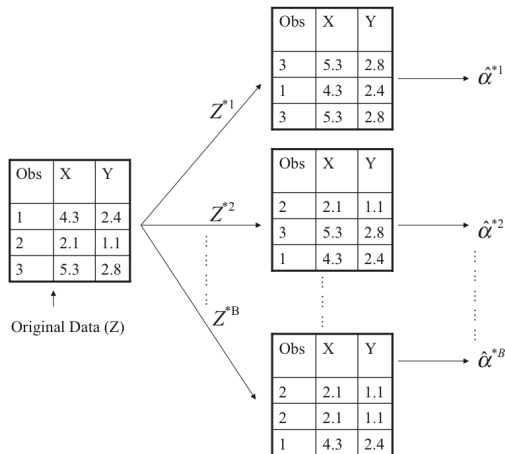 Obs X Y
3 5.3 2.8
1 4.3 2.4
3 5.3 2.8
α̂*1
Z*1
Obs X Y
1 4.3 2.4
2 2.1 1.1
3 5.3 2.8
Original Data (Z)
Z*2
Obs X Y
2 2.1 1.1
3 5.3 2.8
1 4.3 2.4
α̂*2
Z*B
Obs X Y
2 2.1 1.1
2 2.1 1.1
1 4.3 2.4
α̂*B